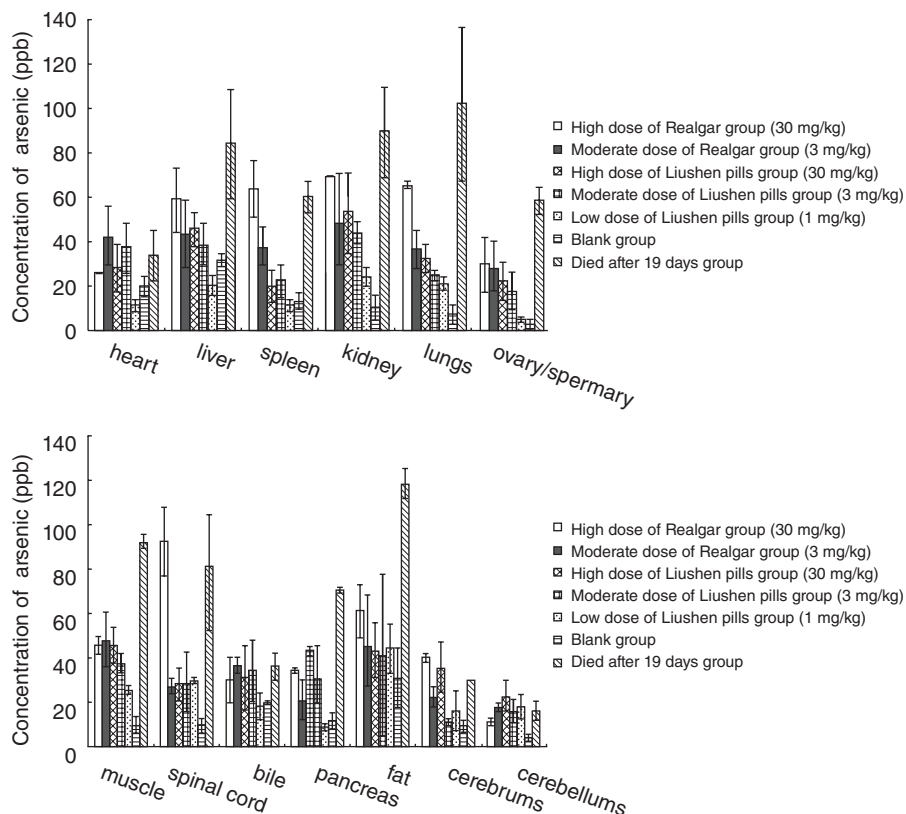 Concentration of arsenic (ppb)
140
120
100
80
60
40
20
0
heart
liver
spleen
kidney
lungs
ovary/spermary
High dose of Realgar group (30 mg/kg)
Moderate dose of Realgar group (3 mg/kg)
High dose of Liushen pills group (30 mg/kg)
Moderate dose of Liushen pills group (3 mg/kg)
Low dose of Liushen pills group (1 mg/kg)
Blank group
Died after 19 days group
Concentration of arsenic (ppb)
140
120
100
80
60
40
20
0
muscle
spinal cord
bile
pancreas
fat
cerebrums
cerebellums
High dose of Realgar group (30 mg/kg)
Moderate dose of Realgar group (3 mg/kg)
High dose of Liushen pills group (30 mg/kg)
Moderate dose of Liushen pills group (3 mg/kg)
Low dose of Liushen pills group (1 mg/kg)
Blank group
Died after 19 days group